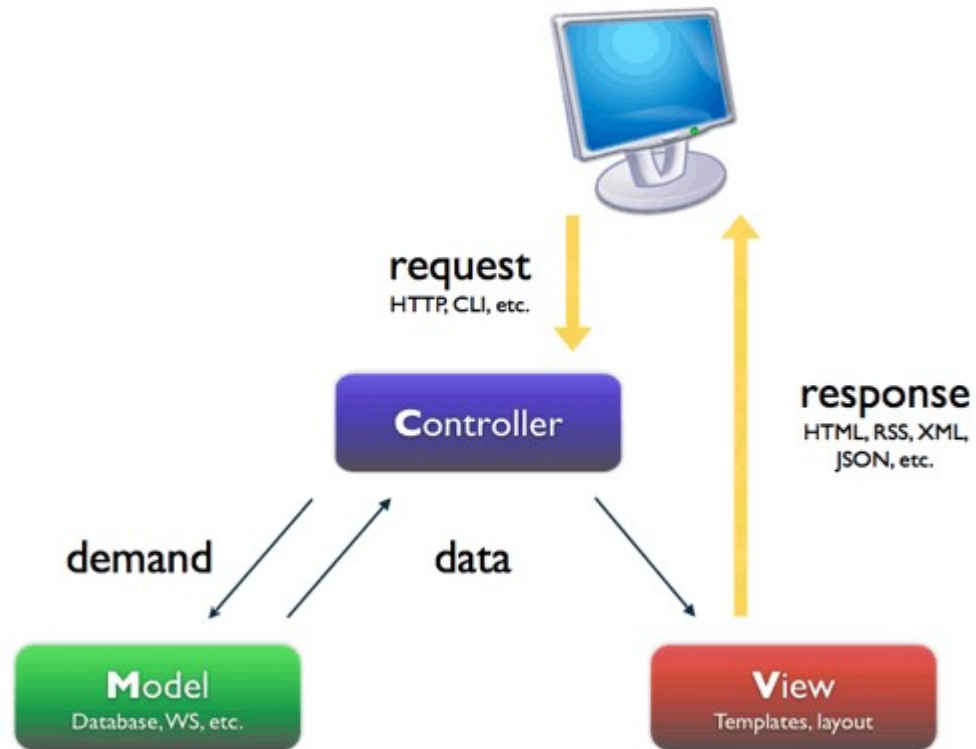 request
HTTP, CLI, etc.
Controller
response
HTML, RSS, XML,
JSON, etc.
demand
data
Model
Database, WS, etc.
View
Templates, layout